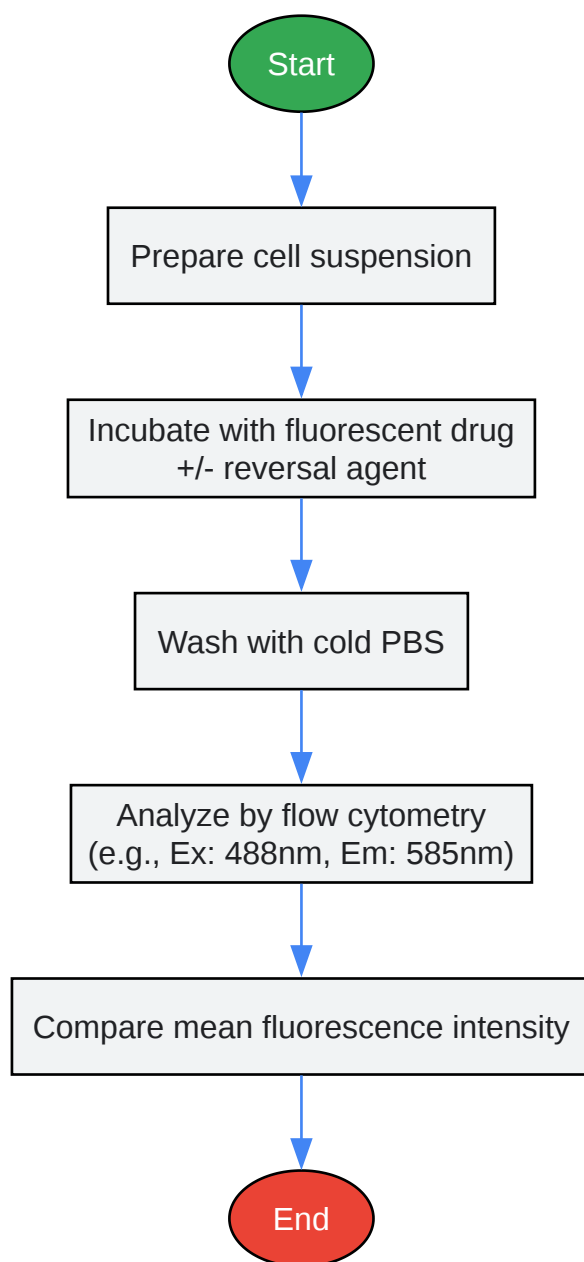 Start
Prepare cell suspension
Incubate with fluorescent drug
+/- reversal agent
Wash with cold PBS
Analyze by flow cytometry
(e.g., Ex: 488nm, Em: 585nm)
Compare mean fluorescence intensity
End